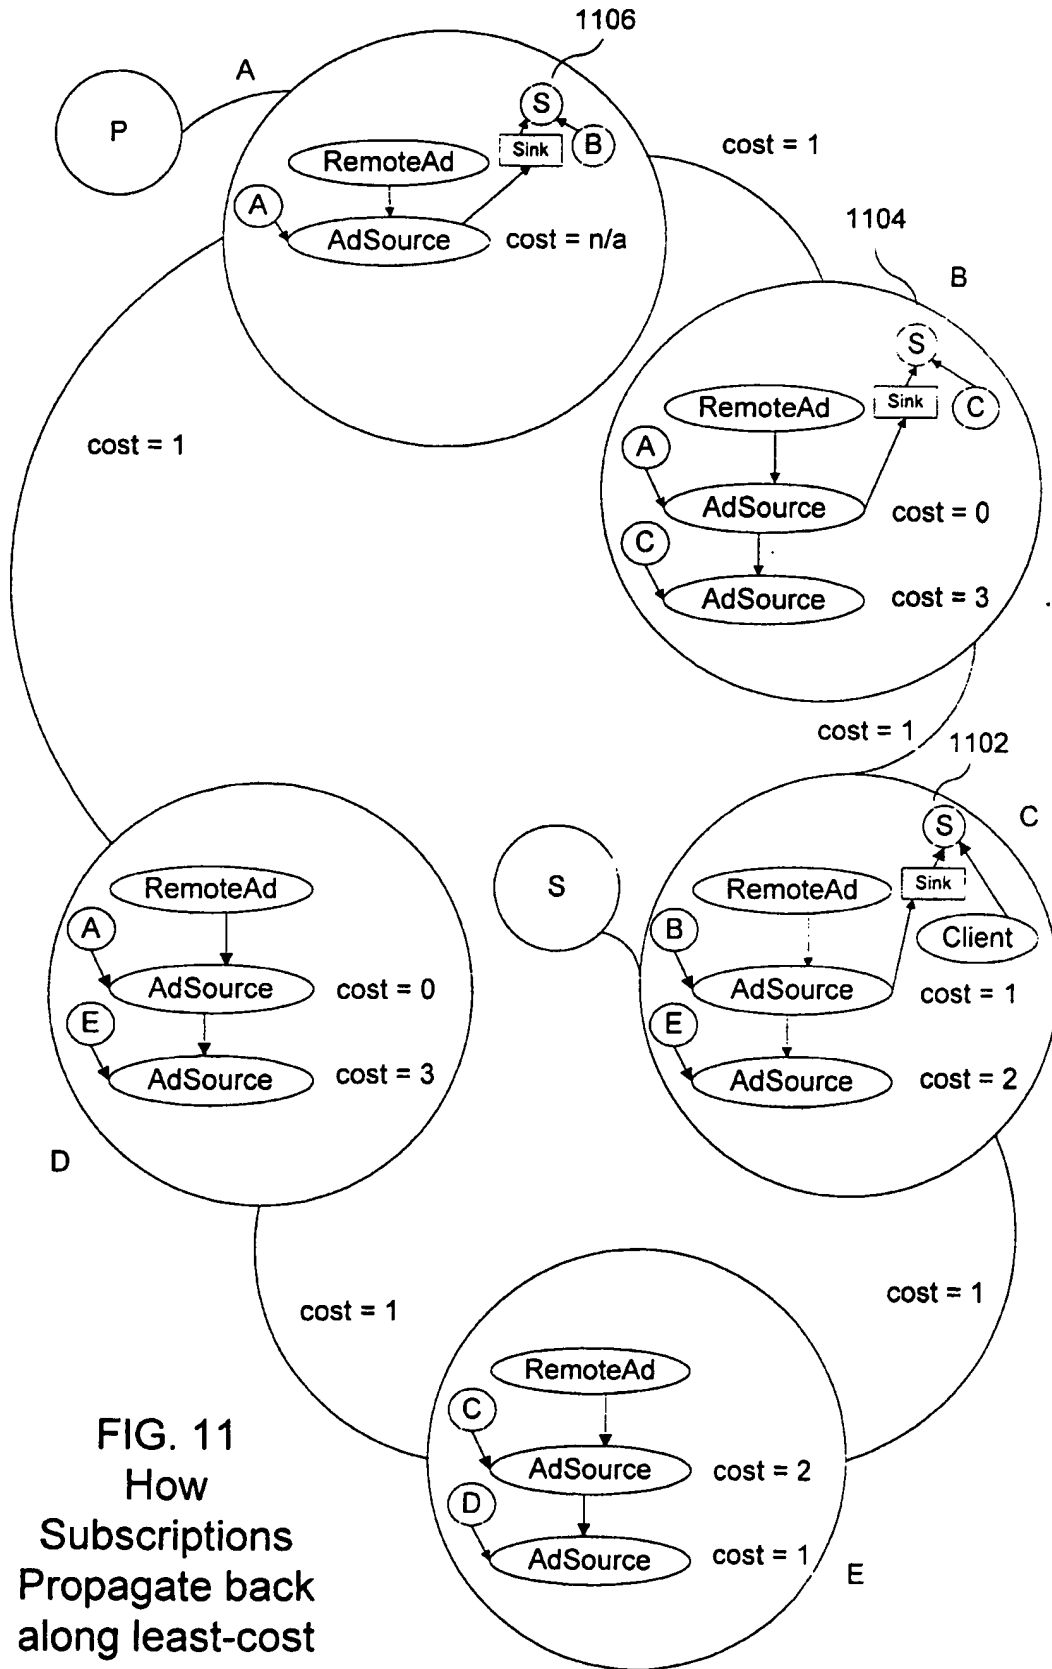 1106
A
P
S
Sink
B
RemoteAd
A
AdSource
cost = n/a
cost = 1
1104
B
S
Sink
C
RemoteAd
A
AdSource
cost = 0
C
AdSource
cost = 3
cost = 1
cost = 1
1102
C
S
Sink
Client
S
RemoteAd
B
AdSource
cost = 1
E
AdSource
cost = 2
RemoteAd
A
AdSource
cost = 0
E
AdSource
cost = 3
D
cost = 1
cost = 1
RemoteAd
C
AdSource
cost = 2
D
AdSource
cost = 1
E
FIG. 11
How
Subscriptions
Propagate back
along least-cost